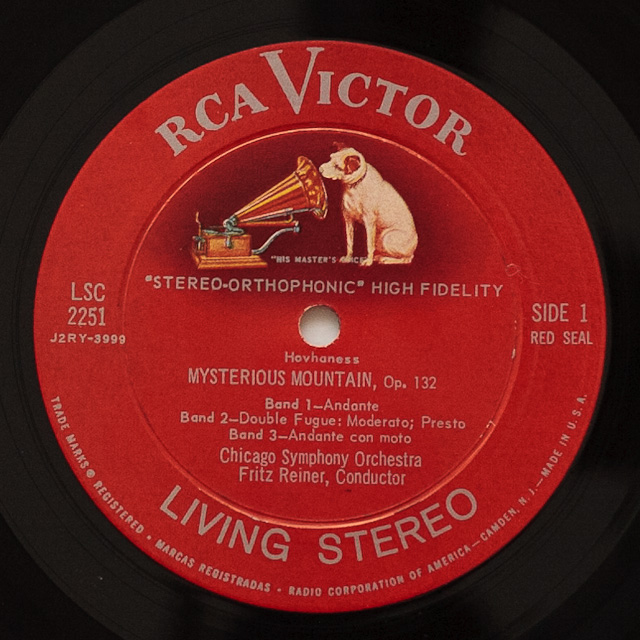 RCA VICTOR
"HIS MASTER'S VOICE"
"STEREO-ORTHOPHONIC" HIGH FIDELITY
LSC
2251
J2RY-3999
SIDE 1
RED SEAL
Hovhaness
MYSTERIOUS MOUNTAIN, Op. 132
Band 1—Andante
Band 2—Double Fugue: Moderato; Presto
Band 3—Andante con moto
Chicago Symphony Orchestra
Fritz Reiner, Conductor
LIVING STEREO
TRADE MARKS ® REGISTERED • MARCAS REGISTRADAS • RADIO CORPORATION OF AMERICA—CAMDEN, N. J.—MADE IN U. S. A.